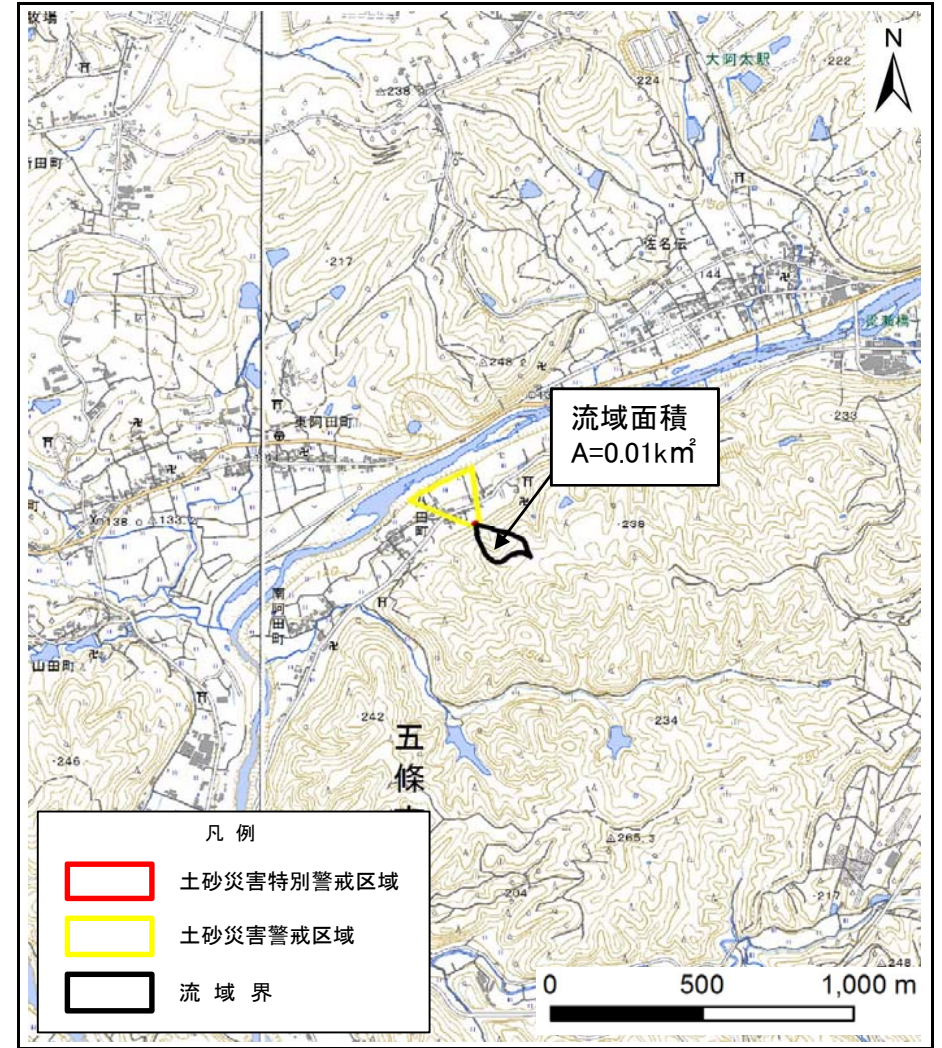 牧場
N
大阿太駅
·222
224
△238
田町
佐名伝
·217
144
△248
東阿田町
流域面積
A=0.01k㎡
·233
138.0
△133.2
田町
·238
南阿田町
山田町
·242
234
五條
·246
△265.3
凡 例
土砂災害特別警戒区域
土砂災害警戒区域
流 域 界
·204
·217
△248
0 500 1,000 m